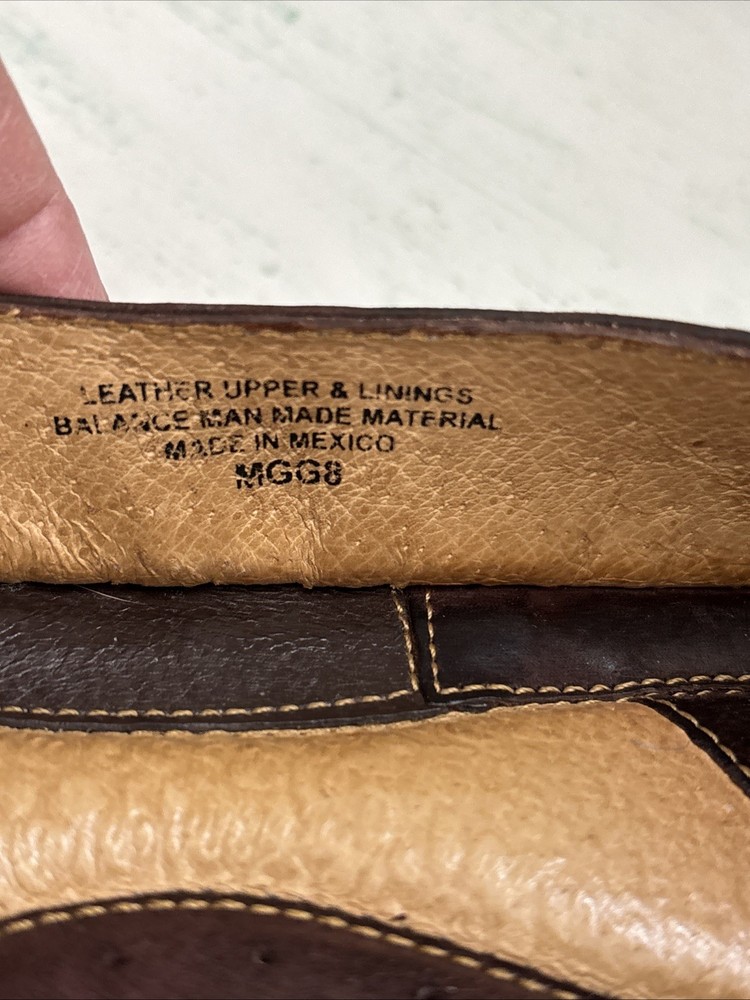 LEATHER UPPER & LININGS
BALANCE MAN MADE MATERIAL
MADE IN MEXICO
MGG8